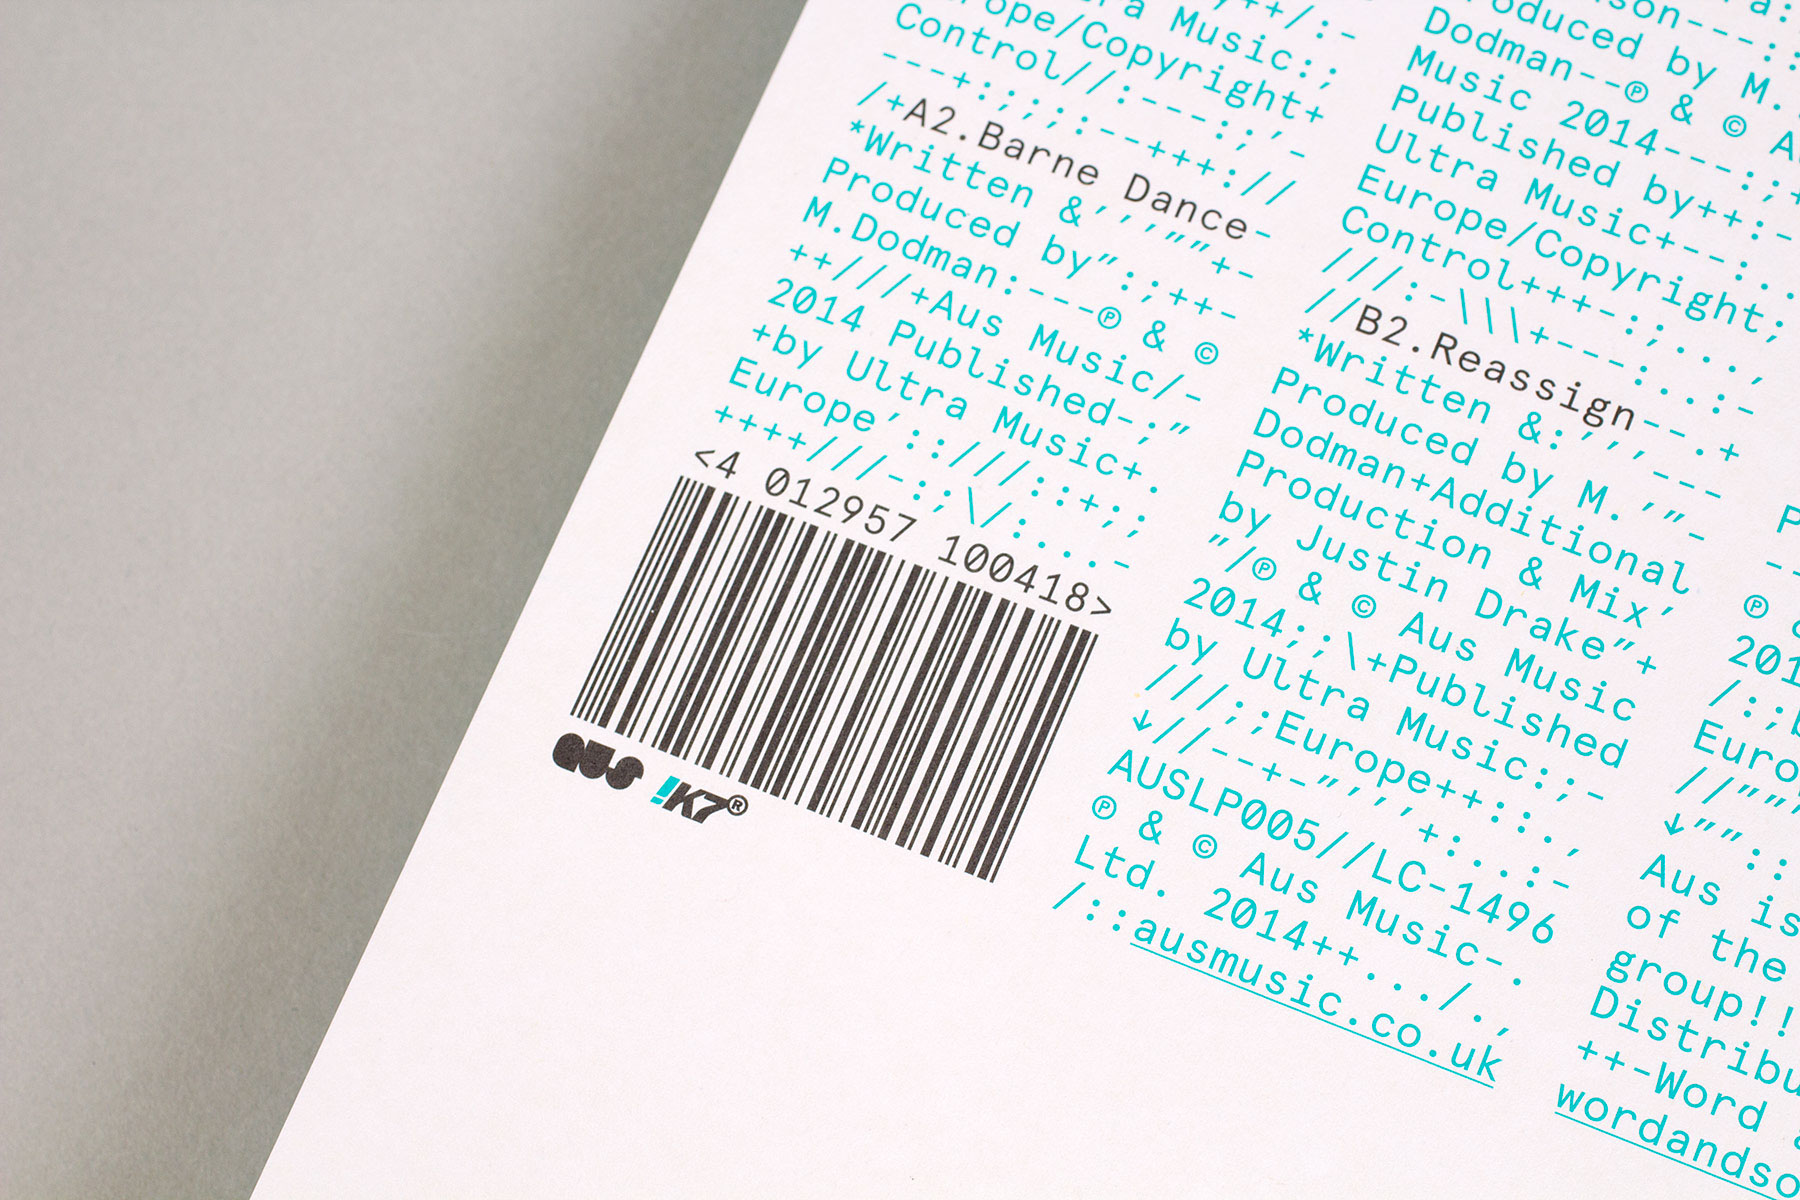 ra Music:;
ope/Copyright+
Control//:---:;′-
---+:;;;:--+++://
/+A2.Barne Dance-
*Written &′,′″″+-
Produced by″:;++-
M.Dodman:---℗ & ©
++///+Aus Music/-
2014 Published-;″
+by Ultra Music+.
Europe′::///::+;;
++++///-:;\/:...-
<4 012957 100418>
aus !K7®
son---:;
oduced by M.
Dodman--℗ & © A
Music 2014---:;+
Published by++:-
Ultra Music+-:..
Europe/Copyright;
Control+++-:;..,
///:-\\\+---:..:-
//B2.Reassign--.+
*Written &:′′,---
Produced by M.′″-
Dodman+Additional
Production & Mix′
by Justin Drake″+
″/℗ & © Aus Music
2014;;\+Published
by Ultra Music:;-
///;;Europe++::.,
↓//--+-″′′′+:..:-
AUSLP005//LC-1496
℗ & © Aus Music-.
Ltd. 2014++.../.,
/::ausmusic.co.uk
P
--
℗ &
201
/:;b
Euro
//″″′
↓″″::
Aus is
of the
group!!
Distribu
++-Word
wordandso